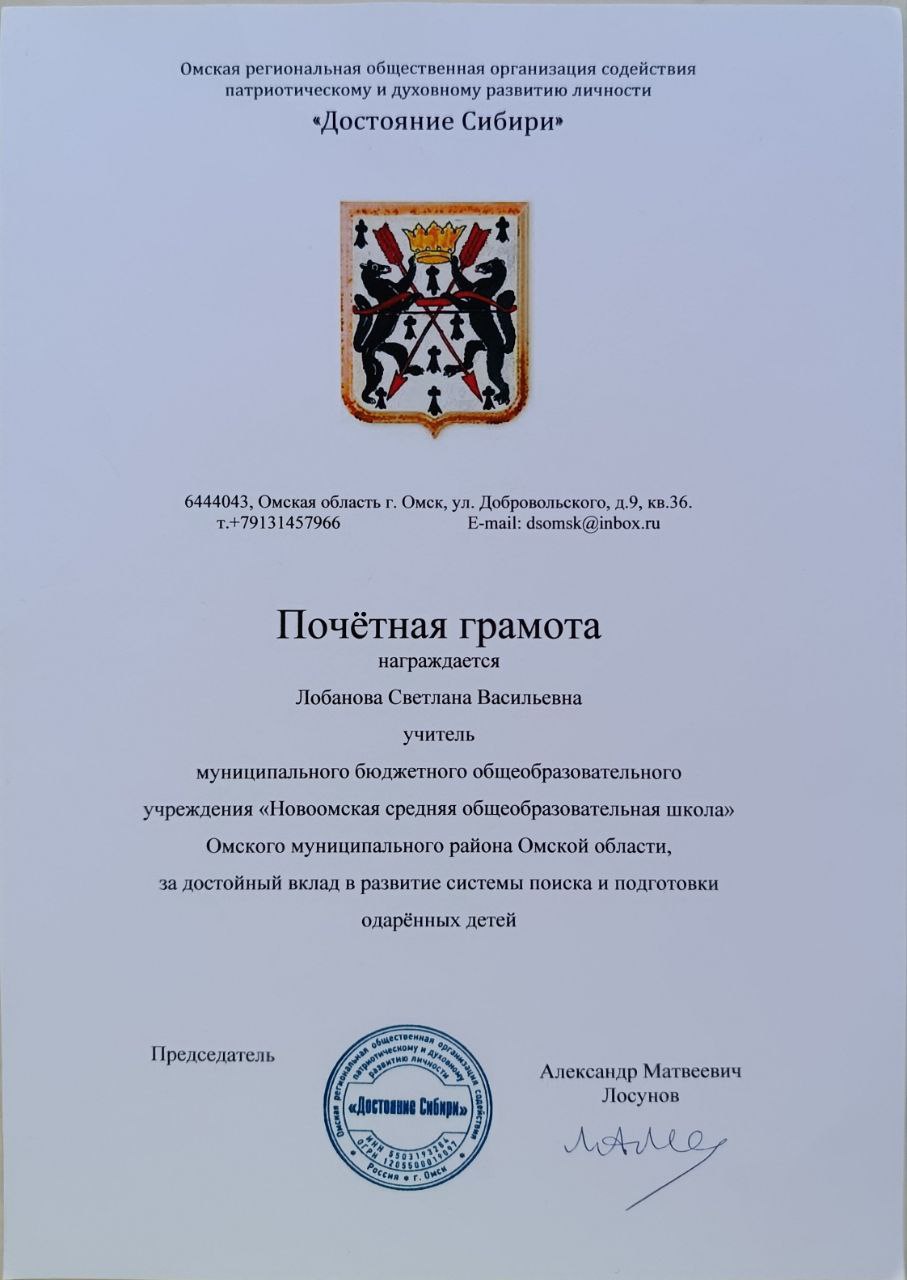 Омская региональная общественная организация содействия
патриотическому и духовному развитию личности
«Достояние Сибири»
6444043, Омская область г. Омск, ул. Добровольского, д.9, кв.36.
т.+79131457966 E-mail: dsomsk@inbox.ru
Почётная грамота
награждается
Лобанова Светлана Васильевна
учитель
муниципального бюджетного общеобразовательного
учреждения «Новоомская средняя общеобразовательная школа»
Омского муниципального района Омской области,
за достойный вклад в развитие системы поиска и подготовки
одарённых детей
Председатель
Омская региональная общественная организация содействия
патриотическому и духовному
развитию личности
«Достояние Сибири»
ИНН 5503193264
ОГРН 1205500019097
Россия • г. Омск
Александр Матвеевич
Лосунов